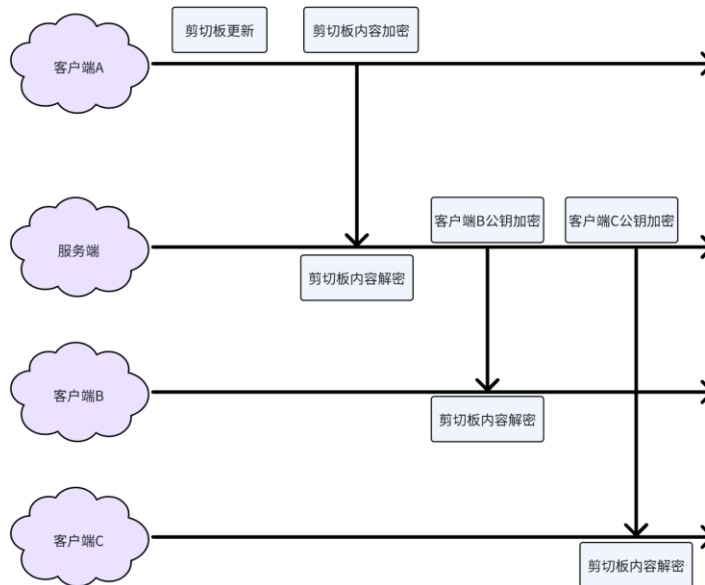 剪切板更新
剪切板内容加密
客户端A
客户端B公钥加密
客户端C公钥加密
服务端
剪切板内容解密
客户端B
剪切板内容解密
客户端C
剪切板内容解密